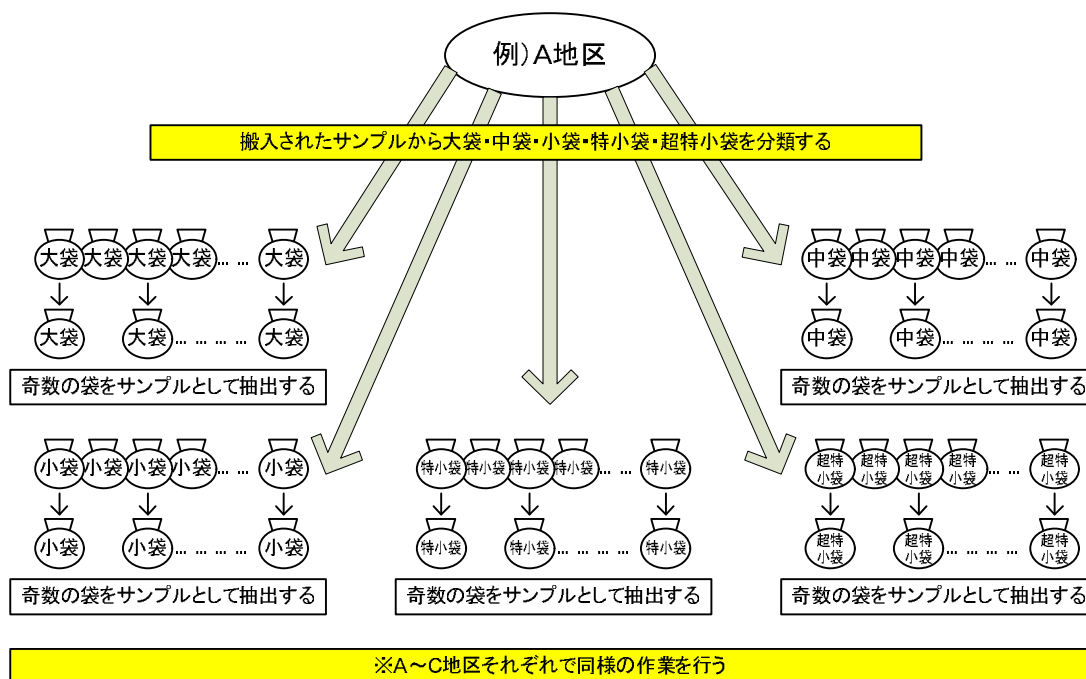 例)A地区
搬入されたサンプルから大袋・中袋・小袋・特小袋・超特小袋を分類する
大袋 大袋 大袋 大袋 … … 大袋
大袋 大袋 … … … … 大袋
奇数の袋をサンプルとして抽出する
中袋 中袋 中袋 中袋 … … 中袋
中袋 中袋 … … … … 中袋
奇数の袋をサンプルとして抽出する
小袋 小袋 小袋 小袋 … … 小袋
小袋 小袋 … … … … 小袋
奇数の袋をサンプルとして抽出する
特小袋 特小袋 特小袋 特小袋 … … 特小袋
特小袋 特小袋 … … … … 特小袋
奇数の袋をサンプルとして抽出する
超特小袋 超特小袋 超特小袋 超特小袋 … … 超特小袋
超特小袋 超特小袋 … … … … 超特小袋
奇数の袋をサンプルとして抽出する
※A～C地区それぞれで同様の作業を行う